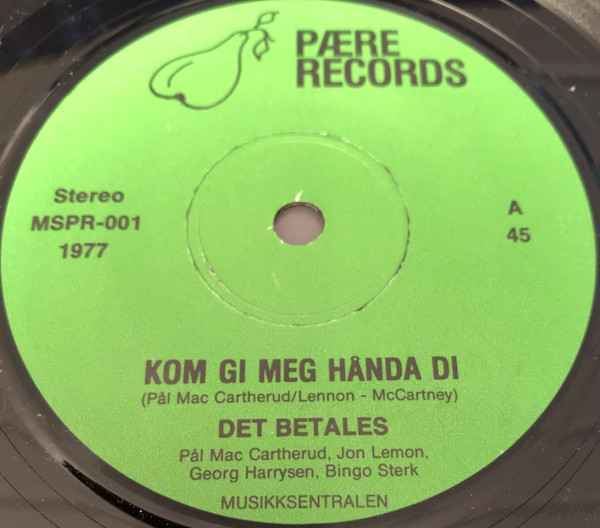 PÆRE
RECORDS
Stereo
MSPR-001
1977
A
45
KOM GI MEG HÅNDA DI
(Pål Mac Cartherud/Lennon - McCartney)
DET BETALES
Pål Mac Cartherud, Jon Lemon,
Georg Harrysen, Bingo Sterk
MUSIKKSENTRALEN